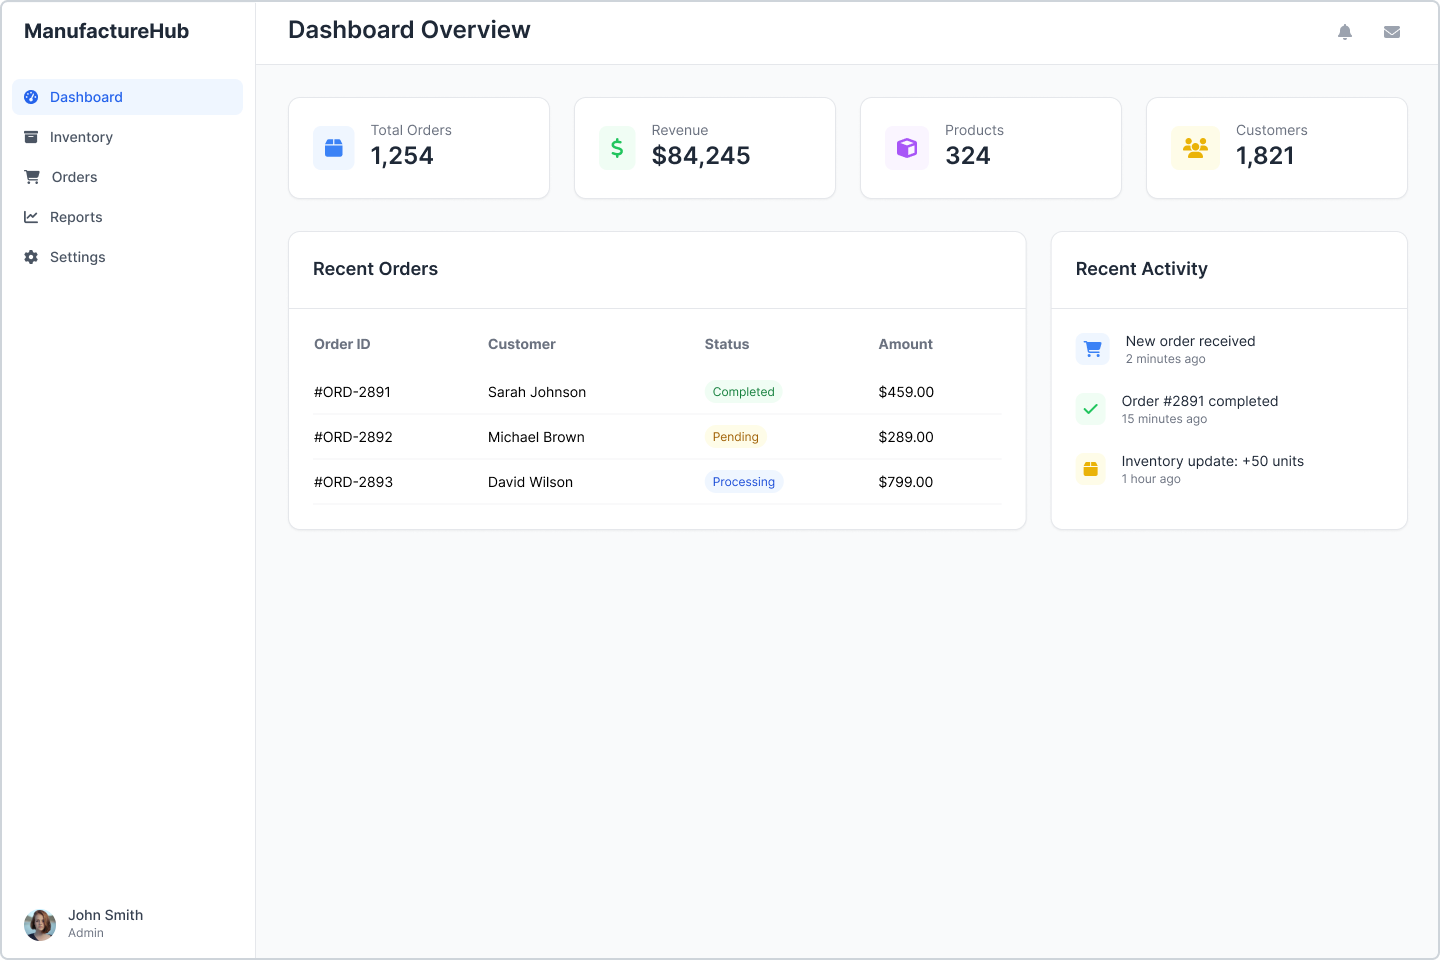 ManufactureHub
Dashboard
Inventory
Orders
Reports
Settings
John Smith
Admin
Dashboard Overview
Total Orders
1,254
Revenue
$84,245
Products
324
Customers
1,821
Recent Orders
Order ID Customer Status Amount
#ORD-2891 Sarah Johnson Completed $459.00
#ORD-2892 Michael Brown Pending $289.00
#ORD-2893 David Wilson Processing $799.00
Recent Activity
New order received
2 minutes ago
Order #2891 completed
15 minutes ago
Inventory update: +50 units
1 hour ago